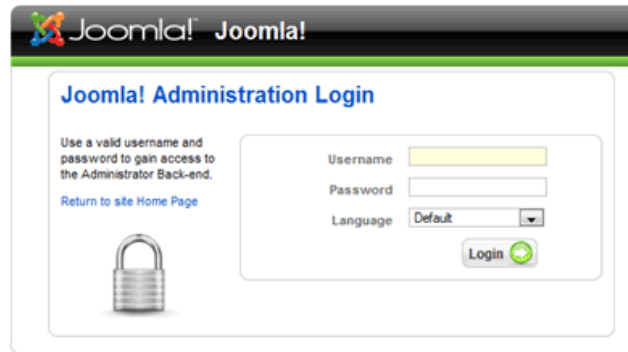 Joomla! Joomla!
Joomla! Administration Login
Use a valid username and
password to gain access to
the Administrator Back-end.
Return to site Home Page
Username
Password
Language Default
Login